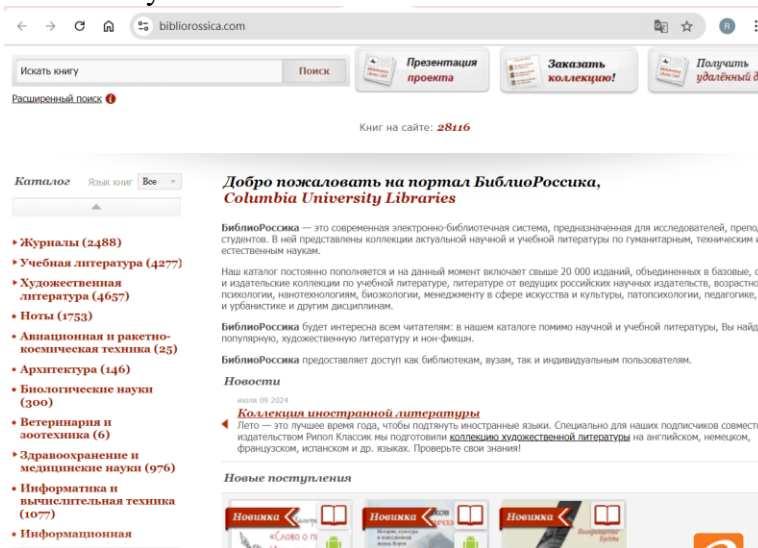 bibliorossica.com
R
Искать книгу
Поиск
Презентация
проекта
Заказать
коллекцию!
Получить
удалённый д
Расширенный поиск
Книг на сайте: 28116
Каталог Язык книг Все
Добро пожаловать на портал БиблиоРоссика,
Columbia University Libraries
БиблиоРоссика — это современная электронно-библиотечная система, предназначенная для исследователей, препод
студентов. В ней представлены коллекции актуальной научной и учебной литературы по гуманитарным, техническим и
естественным наукам.
Наш каталог постоянно пополняется и на данный момент включает свыше 20 000 изданий, объединенных в базовые, с
и издательские коллекции по учебной литературе, литературе от ведущих российских научных издательств, возрастно
психологии, нанотехнологиям, биоэкологии, менеджменту в сфере искусства и культуры, патопсихологии, педагогике,
и урбанистике и другим дисциплинам.
БиблиоРоссика будет интересна всем читателям: в нашем каталоге помимо научной и учебной литературы, Вы найд
популярную, художественную литературу и нон-фикшн.
БиблиоРоссика предоставляет доступ как библиотекам, вузам, так и индивидуальным пользователям.
Журналы (2488)
Учебная литература (4277)
Художественная
литература (4657)
Ноты (1753)
Авиационная и ракетно-
космическая техника (25)
Архитектура (146)
Биологические науки
(300)
Ветеринария и
зоотехника (6)
Здравоохранение и
медицинские науки (976)
Информатика и
вычислительная техника
(1077)
Информационная
Новости
июля 09 2024
Коллекция иностранной литературы
Лето — это лучшее время года, чтобы подтянуть иностранные языки. Специально для наших подписчиков совмест
издательством Рипол Классик мы подготовили коллекцию художественной литературы на английском, немецком,
французском, испанском и др. языках. Проверьте свои знания!
Новые поступления
Новинка
Новинка
Новинка
«Слово о п